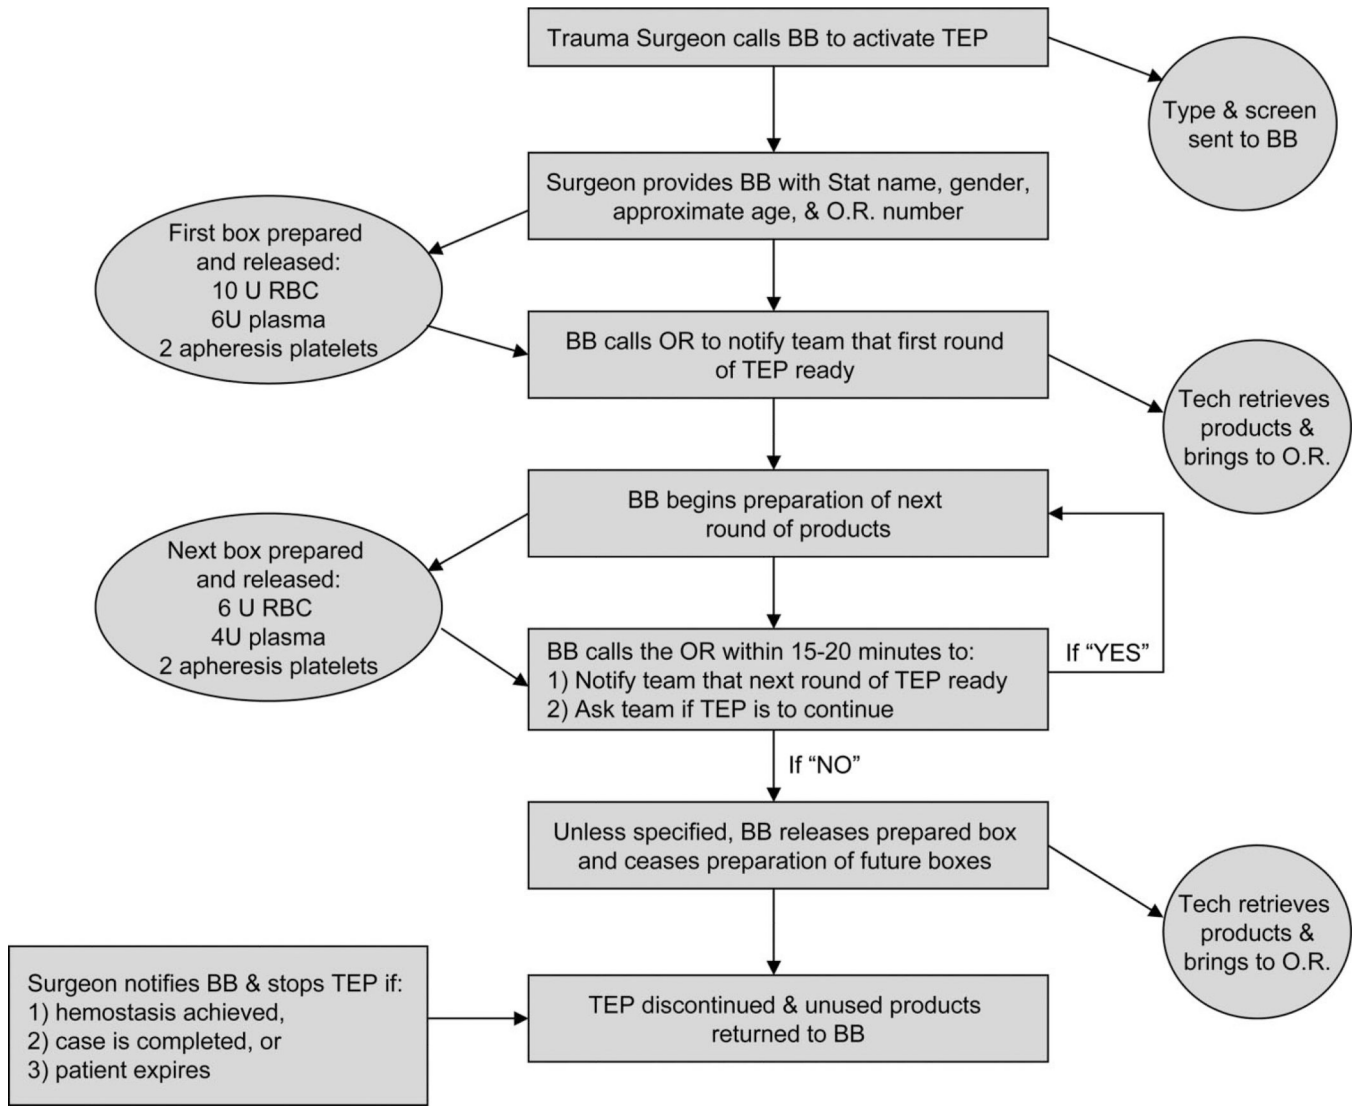 Trauma Surgeon calls BB to activate TEP
Type & screen
sent to BB
Surgeon provides BB with Stat name, gender,
approximate age, & O.R. number
First box prepared
and released:
10 U RBC
6U plasma
2 apheresis platelets
BB calls OR to notify team that first round
of TEP ready
Tech retrieves
products &
brings to O.R.
BB begins preparation of next
round of products
Next box prepared
and released:
6 U RBC
4U plasma
2 apheresis platelets
BB calls the OR within 15-20 minutes to:
1) Notify team that next round of TEP ready
2) Ask team if TEP is to continue
If “YES”
If “NO”
Unless specified, BB releases prepared box
and ceases preparation of future boxes
Tech retrieves
products &
brings to O.R.
Surgeon notifies BB & stops TEP if:
1) hemostasis achieved,
2) case is completed, or
3) patient expires
TEP discontinued & unused products
returned to BB